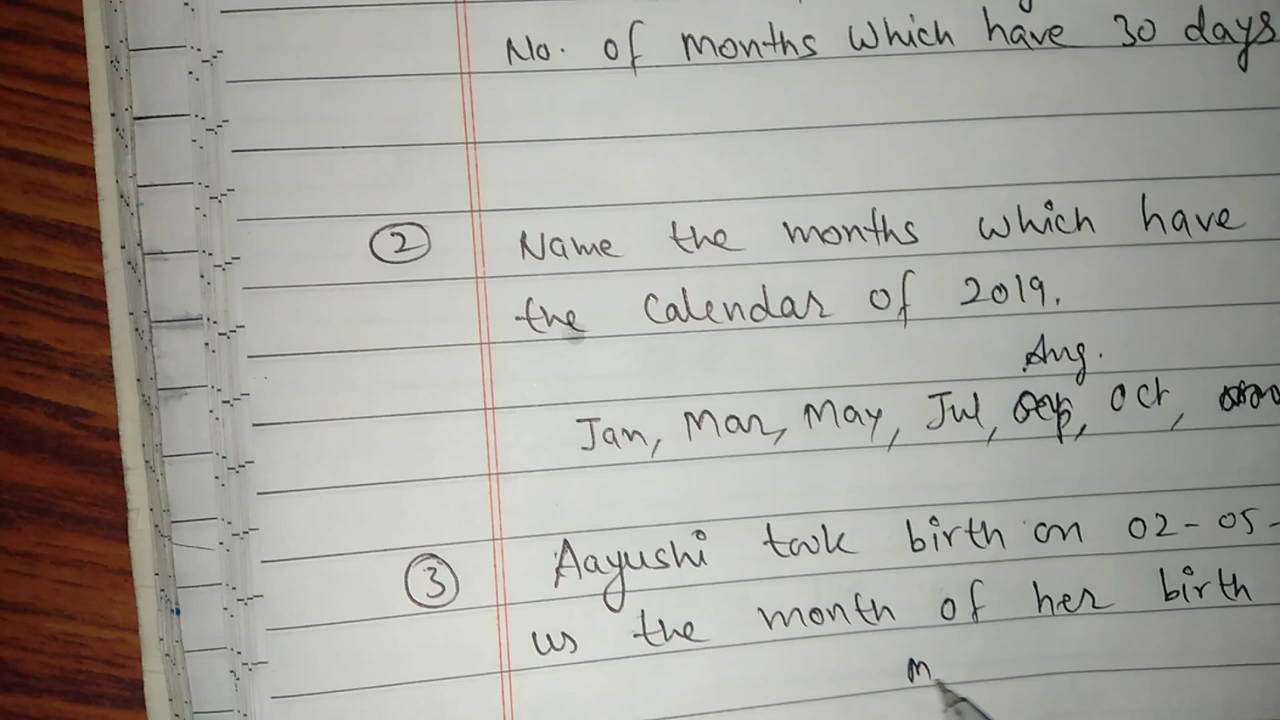 No. of months which have 30 days
② Name the months which have
the calendar of 2019.
Aug.
Jan, Mar, May, Jul, Oct,
③ Aayushi took birth on 02-05-
us the month of her birth
m